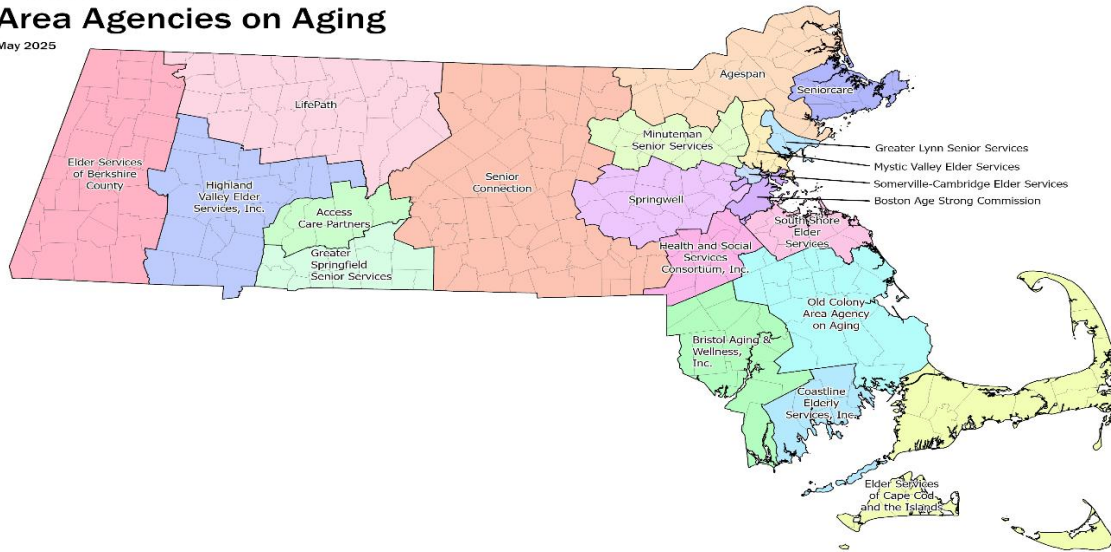 Area Agencies on Aging
May 2025
Agespan
Seniorcare
LifePath
Minuteman
Senior Services
Greater Lynn Senior Services
Mystic Valley Elder Services
Somerville-Cambridge Elder Services
Boston Age Strong Commission
Elder Services
of Berkshire
County
Highland
Valley Elder
Services, Inc.
Senior
Connection
Springwell
Access
Care Partners
South Shore
Elder
Services
Greater
Springfield
Senior Services
Health and Social
Services
Consortium, Inc.
Old Colony
Area Agency
on Aging
Bristol Aging &
Wellness,
Inc.
Coastline
Elderly
Services, Inc.
Elder Services
of Cape Cod
and the Islands